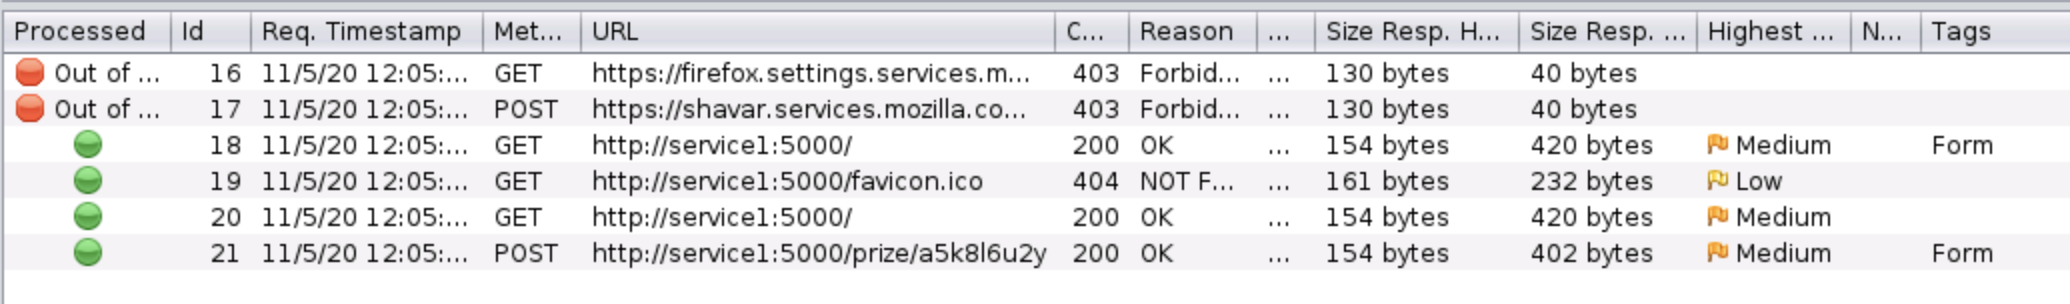 Processed Id Req. Timestamp Met... URL C... Reason ... Size Resp. H... Size Resp. ... Highest ... N... Tags
Out of ... 16 11/5/20 12:05:... GET https://firefox.settings.services.m... 403 Forbid... ... 130 bytes 40 bytes
Out of ... 17 11/5/20 12:05:... POST https://shavar.services.mozilla.co... 403 Forbid... ... 130 bytes 40 bytes
18 11/5/20 12:05:... GET http://service1:5000/ 200 OK ... 154 bytes 420 bytes Medium Form
19 11/5/20 12:05:... GET http://service1:5000/favicon.ico 404 NOT F... ... 161 bytes 232 bytes Low
20 11/5/20 12:05:... GET http://service1:5000/ 200 OK ... 154 bytes 420 bytes Medium
21 11/5/20 12:05:... POST http://service1:5000/prize/a5k8l6u2y 200 OK ... 154 bytes 402 bytes Medium Form